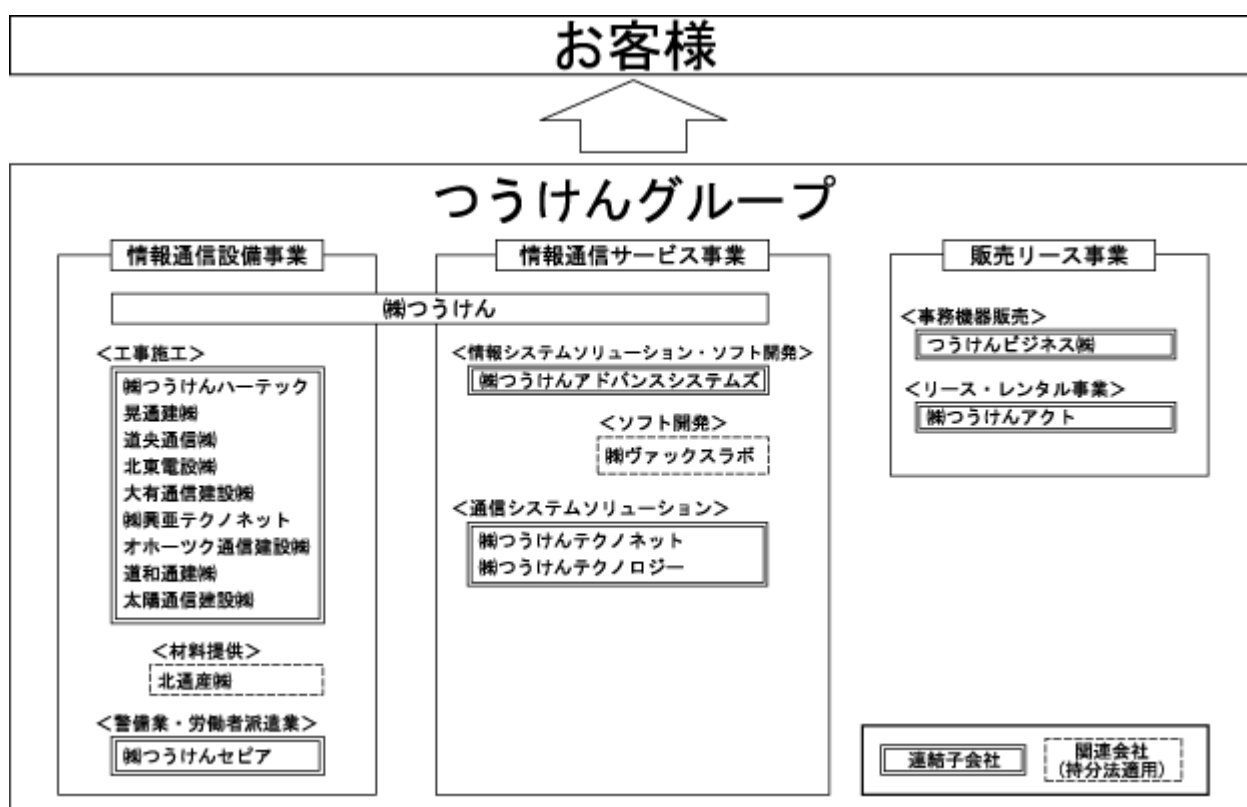 お客様
つうけんグループ
情報通信設備事業
情報通信サービス事業
㈱つうけん
＜工事施工＞
㈱つうけんハーテック
晃通建㈱
道央通信㈱
北東電設㈱
大有通信建設㈱
㈱興亜テクノネット
オホーツク通信建設㈱
道和通建㈱
太陽通信建設㈱
＜材料提供＞
北通産㈱
＜警備業・労働者派遣業＞
㈱つうけんセピア
＜情報システムソリューション・ソフト開発＞
㈱つうけんアドバンスシステムズ
＜ソフト開発＞
㈱ヴァックスラボ
＜通信システムソリューション＞
㈱つうけんテクノネット
㈱つうけんテクノロジー
販売リース事業
＜事務機器販売＞
つうけんビジネス㈱
＜リース・レンタル事業＞
㈱つうけんアクト
連結子会社
関連会社
(持分法適用)